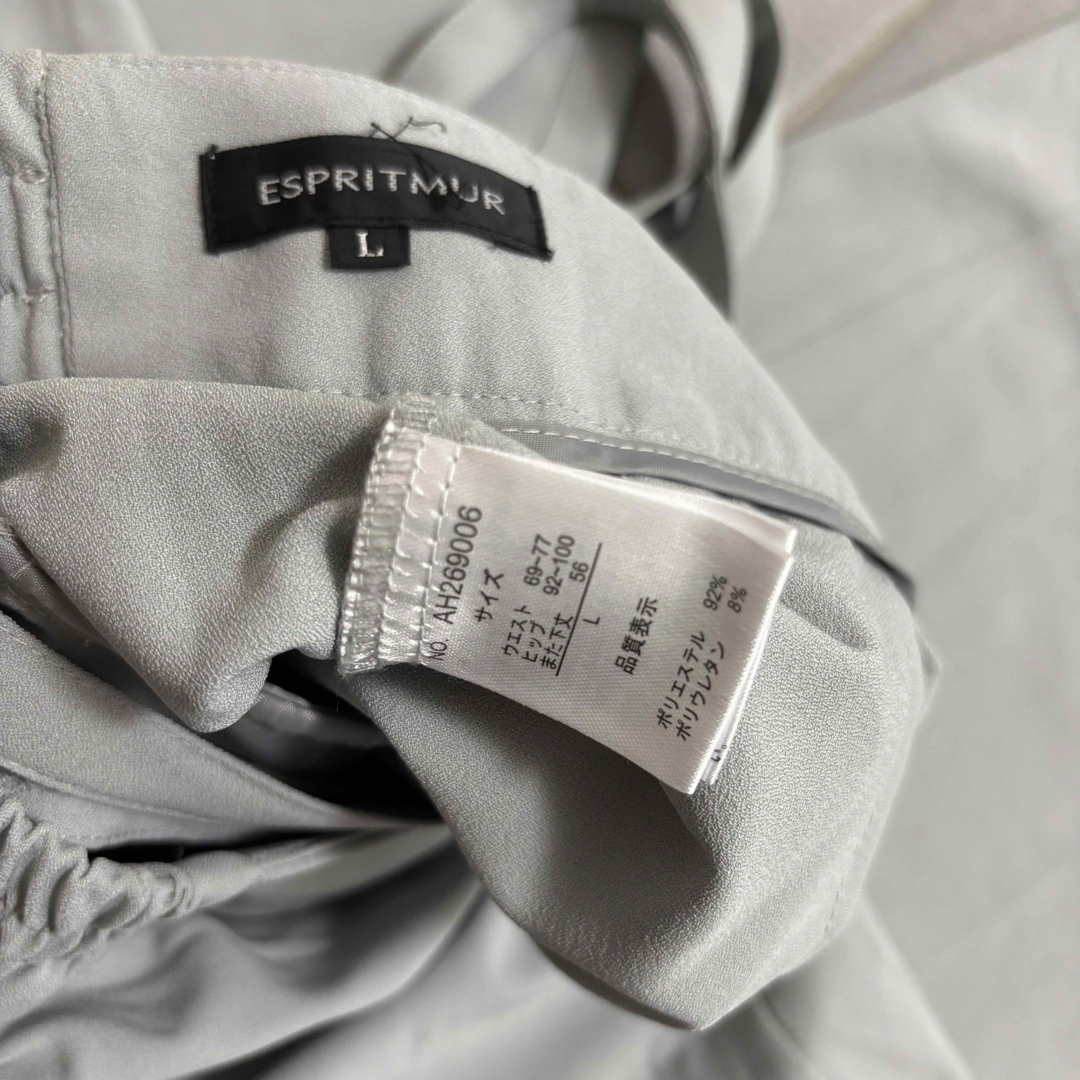 ESPRITMUR
L
NO. AH269006
サイズ
ウエスト 69~77
ヒップ 92~100
また下丈 56
L
品質表示
ポリエステル 92%
ポリウレタン 8%
い。